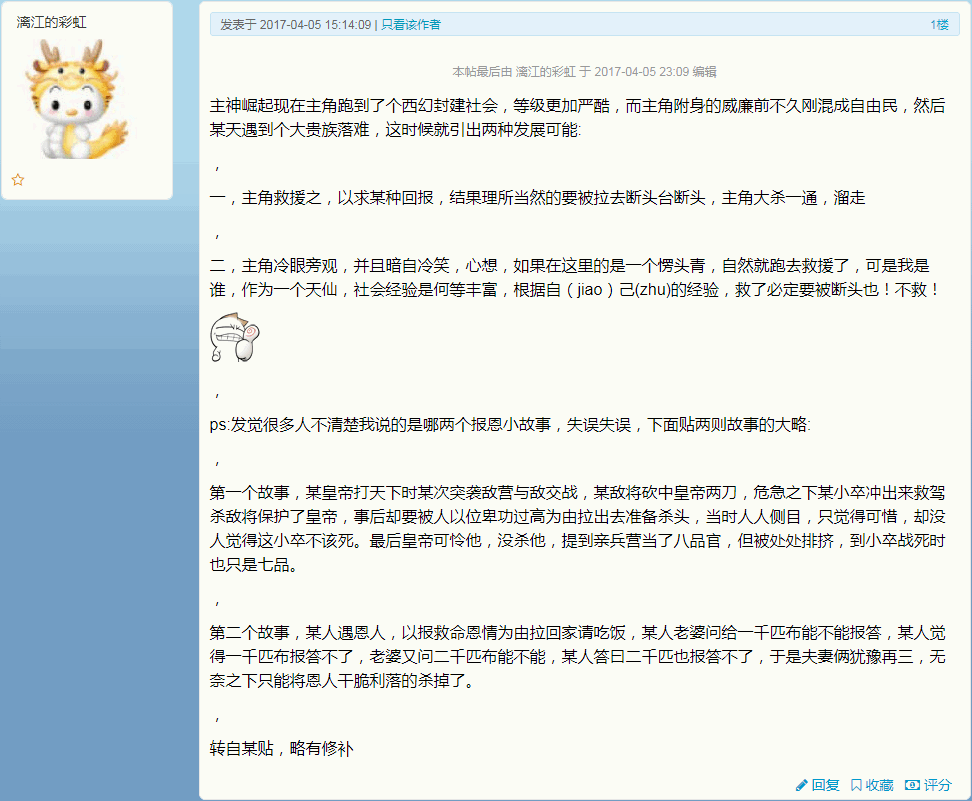 漓江的彩虹
发表于 2017-04-05 15:14:09 | 只看该作者
1楼
本帖最后由 漓江的彩虹 于 2017-04-05 23:09 编辑
主神崛起现在主角跑到了个西幻封建社会，等级更加严酷，而主角附身的威廉前不久刚混成自由民，然后
某天遇到个大贵族落难，这时候就引出两种发展可能:
，
一，主角救援之，以求某种回报，结果理所当然的要被拉去断头台断头，主角大杀一通，溜走
，
二，主角冷眼旁观，并且暗自冷笑，心想，如果在这里的是一个愣头青，自然就跑去救援了，可是我是
谁，作为一个天仙，社会经验是何等丰富，根据自（jiao）己(zhu)的经验，救了必定要被断头也！不救！
，
ps:发觉很多人不清楚我说的是哪两个报恩小故事，失误失误，下面贴两则故事的大略:
，
第一个故事，某皇帝打天下时某次突袭敌营与敌交战，某敌将砍中皇帝两刀，危急之下某小卒冲出来救驾
杀敌将保护了皇帝，事后却要被人以位卑功过高为由拉出去准备杀头，当时人人侧目，只觉得可惜，却没
人觉得这小卒不该死。最后皇帝可怜他，没杀他，提到亲兵营当了八品官，但被处处排挤，到小卒战死时
也只是七品。
，
第二个故事，某人遇恩人，以报救命恩情为由拉回家请吃饭，某人老婆问给一千匹布能不能报答，某人觉
得一千匹布报答不了，老婆又问二千匹布能不能，某人答曰二千匹也报答不了，于是夫妻俩犹豫再三，无
奈之下只能将恩人干脆利落的杀掉了。
，
转自某贴，略有修补
回复 收藏 评分